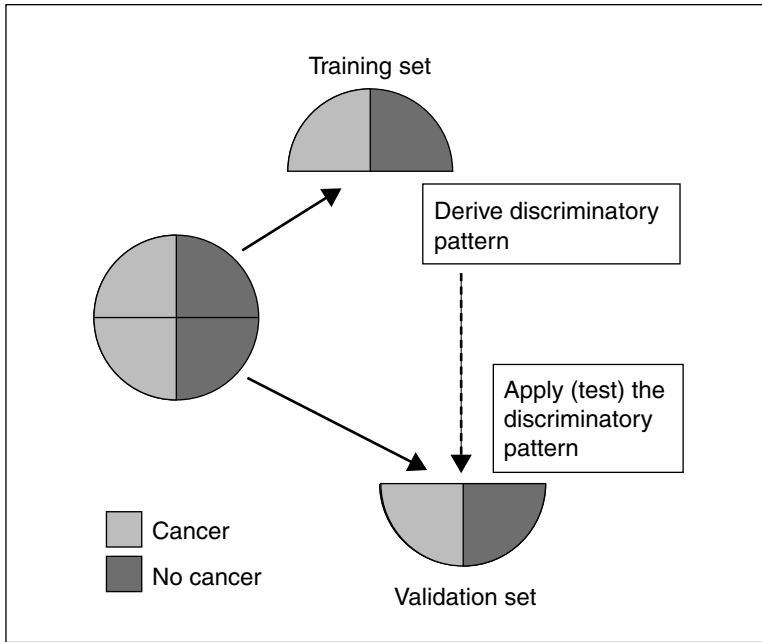 Training set
Derive discriminatory
pattern
Apply (test) the
discriminatory
pattern
Cancer
No cancer
Validation set